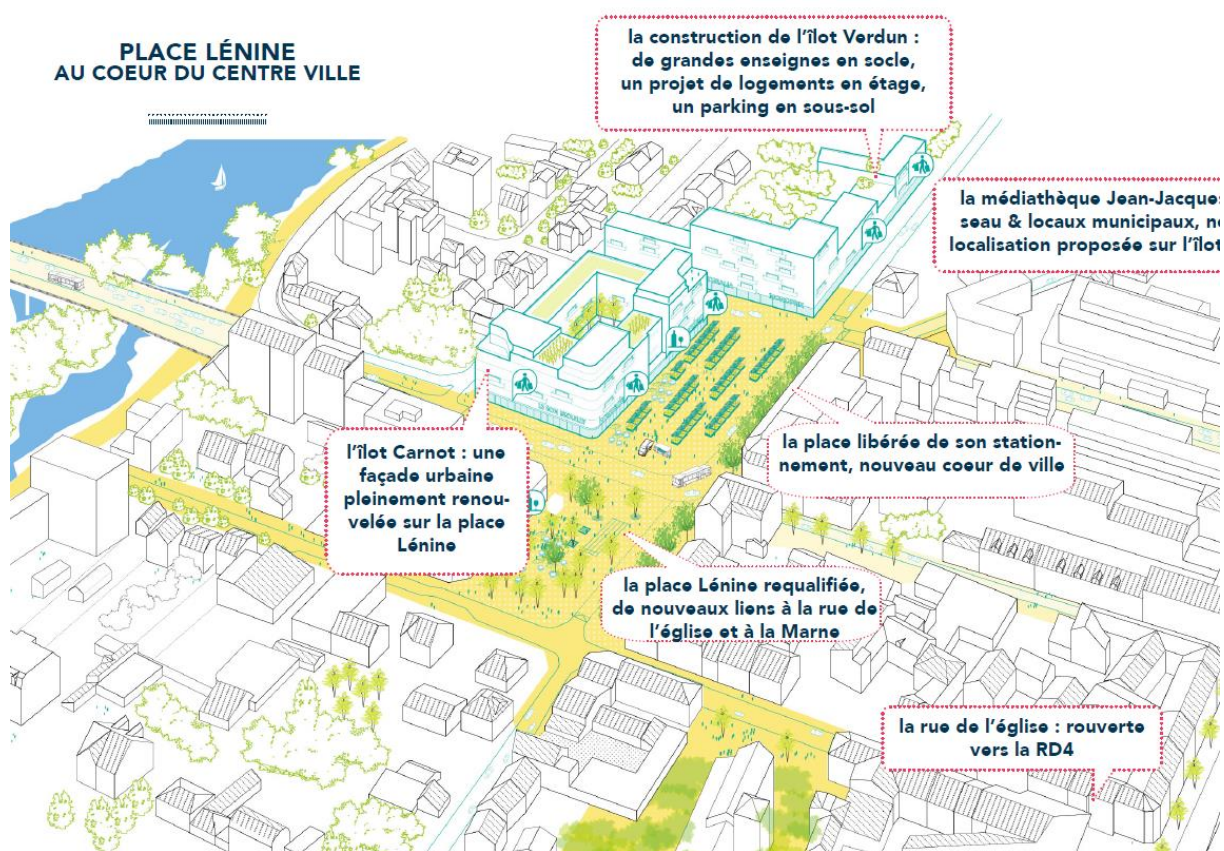 PLACE LÉNINE
AU COEUR DU CENTRE VILLE
la construction de l'îlot Verdun :
de grandes enseignes en socle,
un projet de logements en étage,
un parking en sous-sol
la médiathèque Jean-Jacques
seau & locaux municipaux,
localisation proposée sur l'îlot
l'îlot Carnot : une
façade urbaine
pleinement renou-
velée sur la place
Lénine
la place libérée de son station-
nement, nouveau coeur de ville
la place Lénine requalifiée,
de nouveaux liens à la rue de
l'église et à la Marne
la rue de l'église : rouverte
vers la RD4